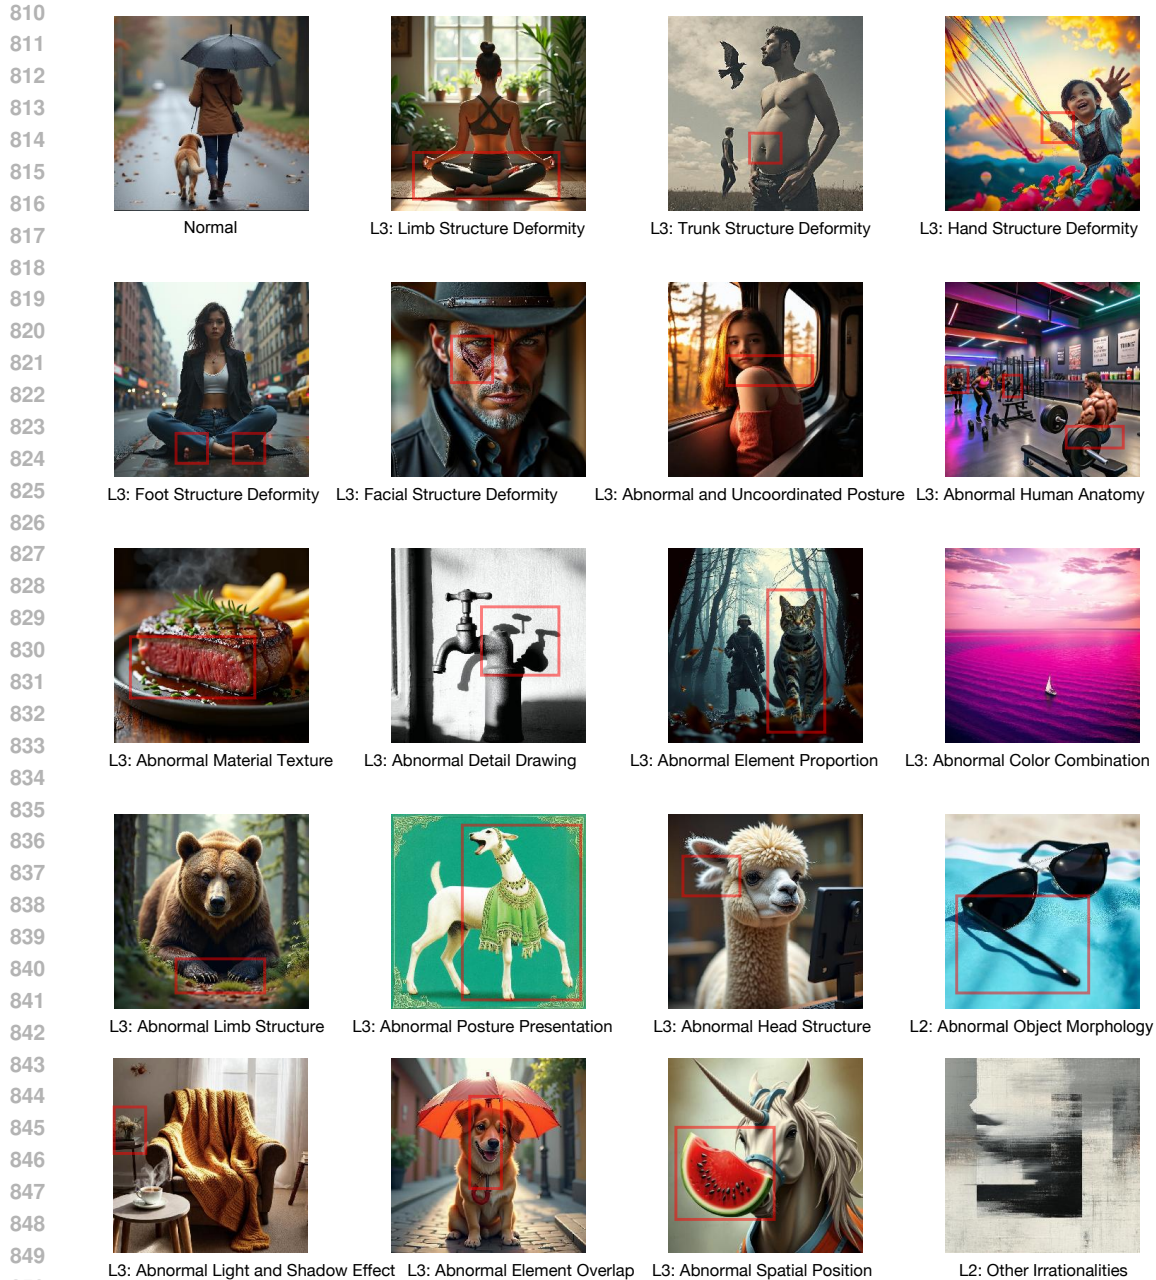 810
811
812
813
814
815
816
Normal
L3: Limb Structure Deformity
L3: Trunk Structure Deformity
L3: Hand Structure Deformity
817
818
819
820
821
822
823
824
825
L3: Foot Structure Deformity
L3: Facial Structure Deformity
L3: Abnormal and Uncoordinated Posture
L3: Abnormal Human Anatomy
826
827
828
829
830
831
832
833
L3: Abnormal Material Texture
L3: Abnormal Detail Drawing
L3: Abnormal Element Proportion
L3: Abnormal Color Combination
834
835
836
837
838
839
840
841
842
L3: Abnormal Limb Structure
L3: Abnormal Posture Presentation
L3: Abnormal Head Structure
L2: Abnormal Object Morphology
843
844
845
846
847
848
849
L3: Abnormal Light and Shadow Effect
L3: Abnormal Element Overlap
L3: Abnormal Spatial Position
L2: Other Irrationalities